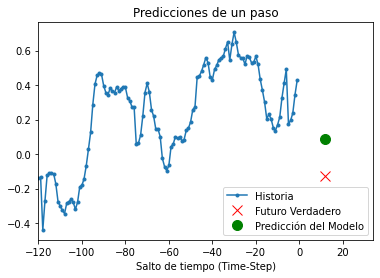 Predicciones de un paso
0.6
0.4
0.2
0.0
−0.2
−0.4
−120 −100 −80 −60 −40 −20 0 20
Salto de tiempo (Time-Step)
Historia
Futuro Verdadero
Predicción del Modelo